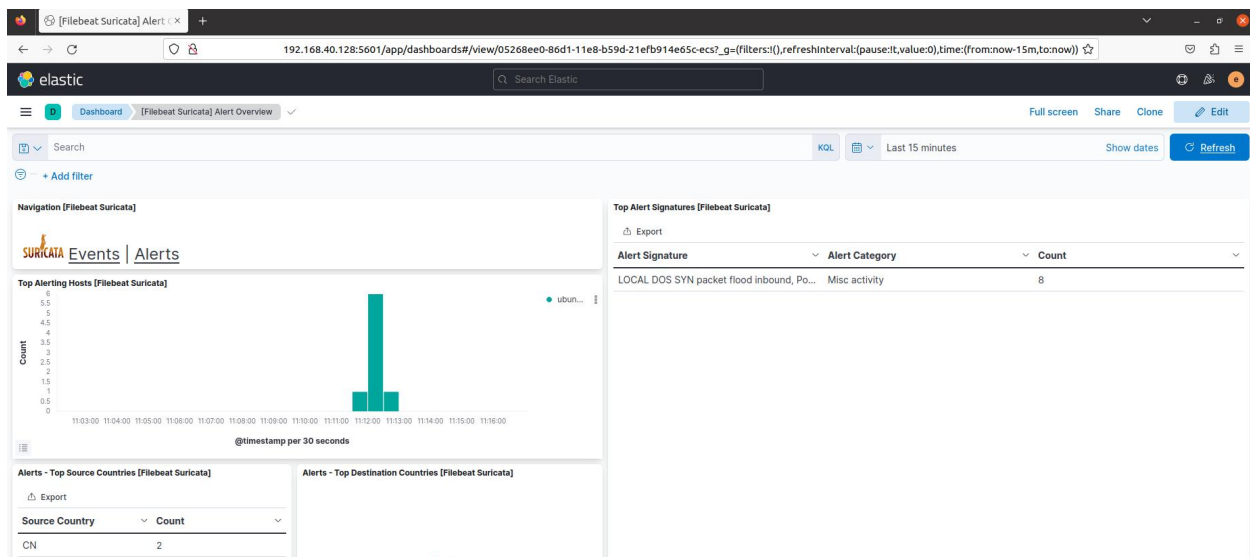 [Filebeat Suricata] Alert O
192.168.40.128:5601/app/dashboards#/view/05268ee0-86d1-11e8-b59d-21efb914e65c-ecs?_g=(filters:!(),refreshInterval:(pause:!t,value:0),time:(from:now-15m,to:now))
elastic
Search Elastic
e
D Dashboard [Filebeat Suricata] Alert Overview
Full screen Share Clone Edit
Search KQL Last 15 minutes Show dates Refresh
+ Add filter
Navigation [Filebeat Suricata]
SURICATA Events | Alerts
Top Alerting Hosts [Filebeat Suricata]
6
5.5
5
4.5
4
3.5
3
2.5
2
1.5
1
0.5
0
Count
ubun...
11:03:00 11:04:00 11:05:00 11:06:00 11:07:00 11:08:00 11:09:00 11:10:00 11:11:00 11:12:00 11:13:00 11:14:00 11:15:00 11:16:00
@timestamp per 30 seconds
Alerts - Top Source Countries [Filebeat Suricata]
Export
Source Country Count
CN 2
Alerts - Top Destination Countries [Filebeat Suricata]
Top Alert Signatures [Filebeat Suricata]
Export
Alert Signature Alert Category Count
LOCAL DOS SYN packet flood inbound, Po... Misc activity 8